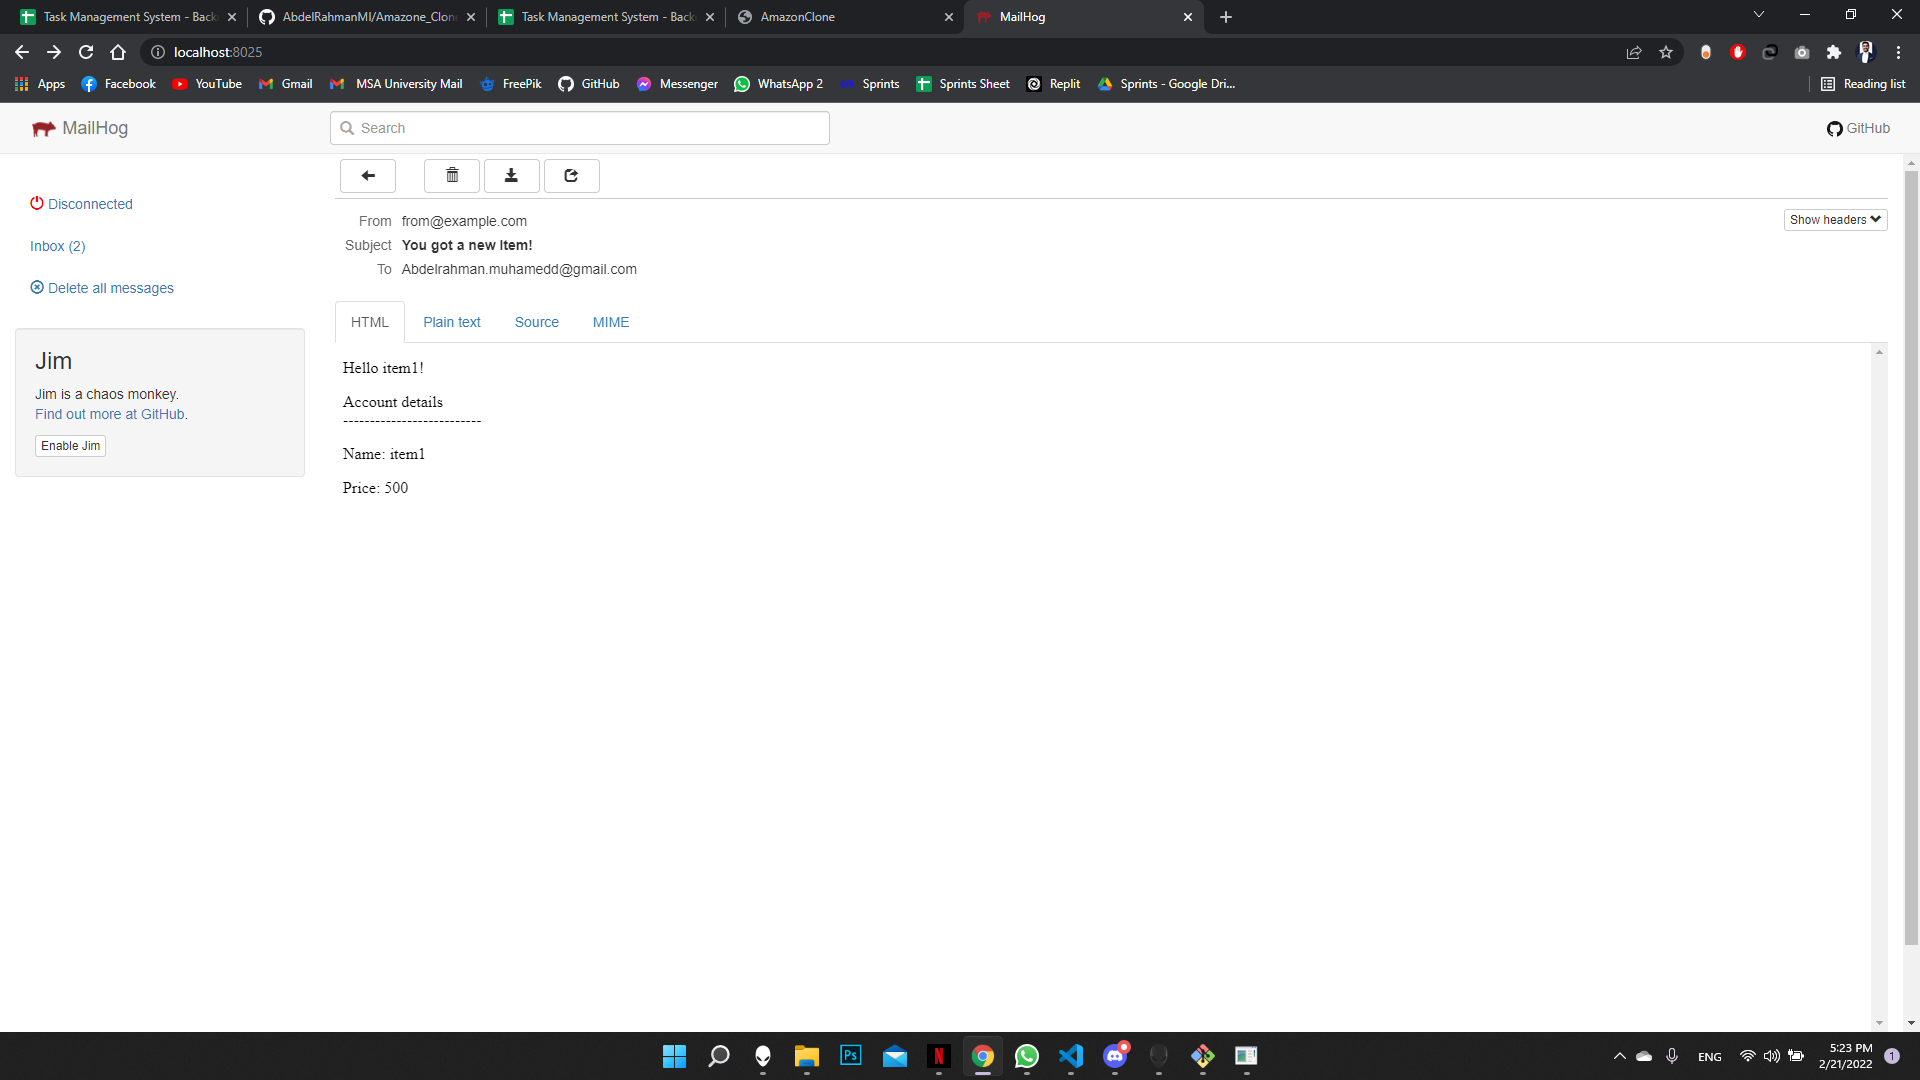 Task Management System - Back
AbdelRahmanMI/Amazone_Clon
Task Management System - Back
AmazonClone
MailHog
localhost:8025
Apps
Facebook
YouTube
Gmail
MSA University Mail
FreePik
GitHub
Messenger
WhatsApp 2
Sprints
Sprints Sheet
Replit
Sprints - Google Dri...
Reading list
MailHog
Search
GitHub
Disconnected
Inbox (2)
Delete all messages
Jim
Jim is a chaos monkey.
Find out more at GitHub.
Enable Jim
From from@example.com
Show headers
Subject You got a new Item!
To Abdelrahman.muhamedd@gmail.com
HTML
Plain text
Source
MIME
Hello item1!
Account details
--------------------------
Name: item1
Price: 500
Ps
N
ENG
5:23 PM
2/21/2022
1